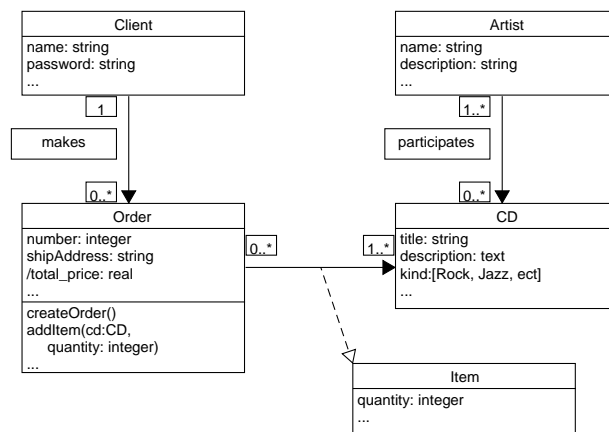 Client
name: string
password: string
...
Artist
name: string
description: string
...
1
1..*
makes
participates
0..*
0..*
Order
number: integer
shipAddress: string
/total_price: real
...
createOrder()
addItem(cd:CD,
quantity: integer)
...
0..*
1..*
CD
title: string
description: text
kind:[Rock, Jazz, ect]
...
Item
quantity: integer
...